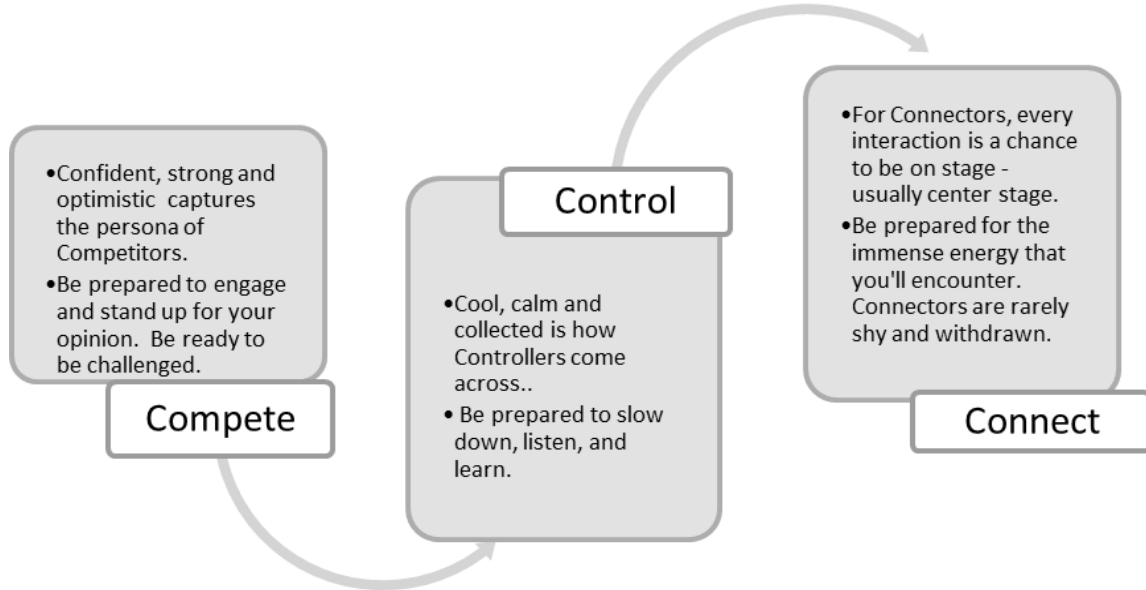 •Confident, strong and
optimistic captures
the persona of
Competitors.
•Be prepared to engage
and stand up for your
opinion. Be ready to
be challenged.
Compete
Control
•Cool, calm and
collected is how
Controllers come
across..
• Be prepared to slow
down, listen, and
learn.
•For Connectors, every
interaction is a chance
to be on stage -
usually center stage.
•Be prepared for the
immense energy that
you'll encounter.
Connectors are rarely
shy and withdrawn.
Connect